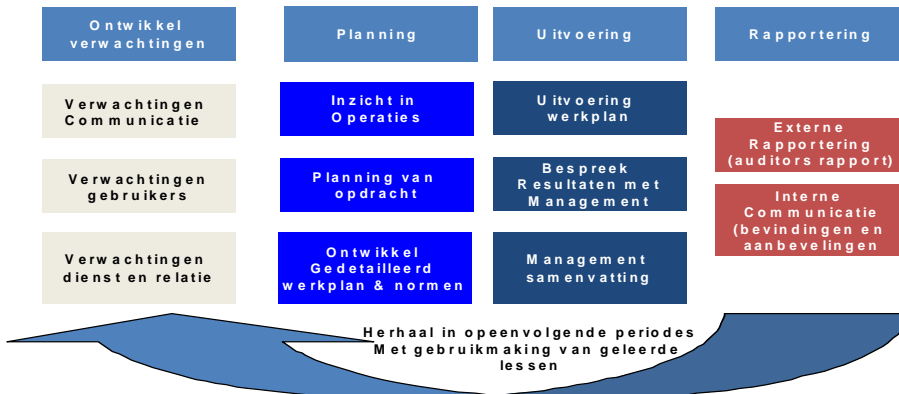 Ontwikkel
verwachtingen
Planning
Uitvoering
Rapportering
Verwachtingen
Communicatie
Verwachtingen
gebruikers
Verwachtingen
dienst en relatie
Inzicht in
Operaties
Planning van
opdracht
Ontwikkel
Gedetailleerd
werkplan & normen
Uitvoering
werkplan
Bespreek
Resultaten met
Management
Management
samenvatting
Externe
Rapportering
(auditors rapport)
Interne
Communicatie
(bevindingen en
aanbevelingen
Herhaal in opeenvolgende periodes
Met gebruikmaking van geleerde
lessen